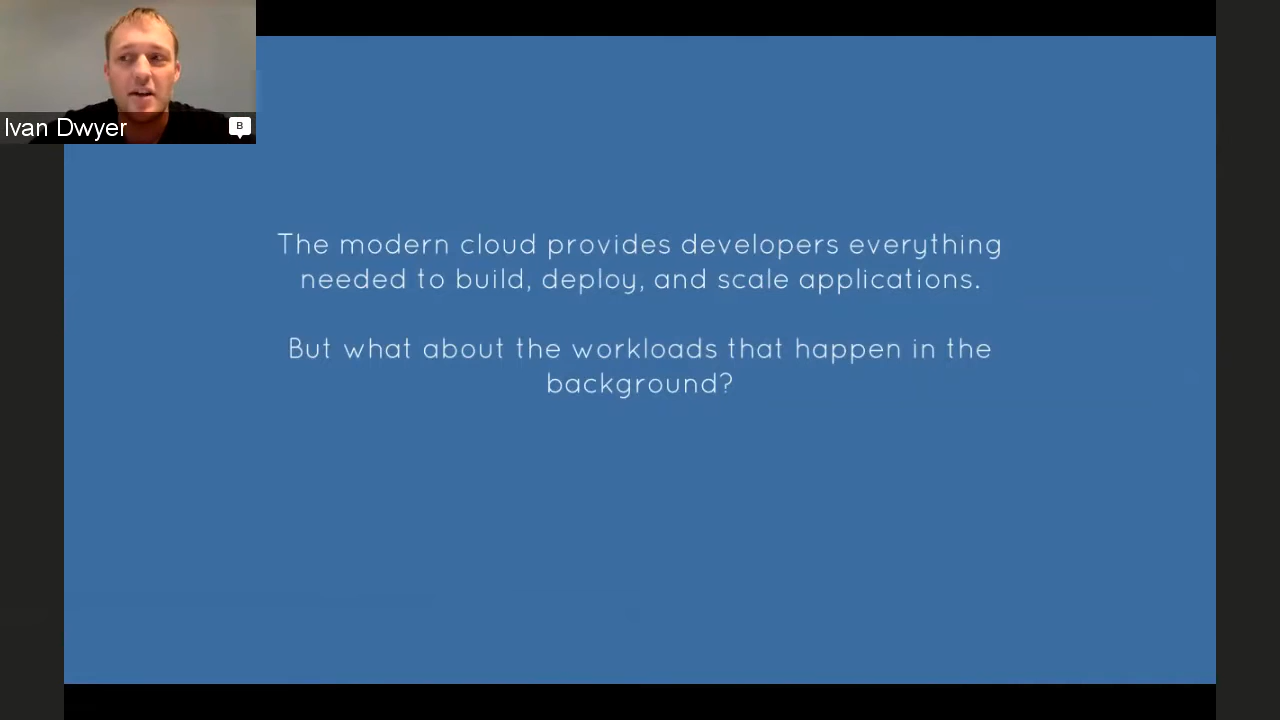 Ivan Dwyer
B
The modern cloud provides developers everything
needed to build, deploy, and scale applications.
But what about the workloads that happen in the
background?